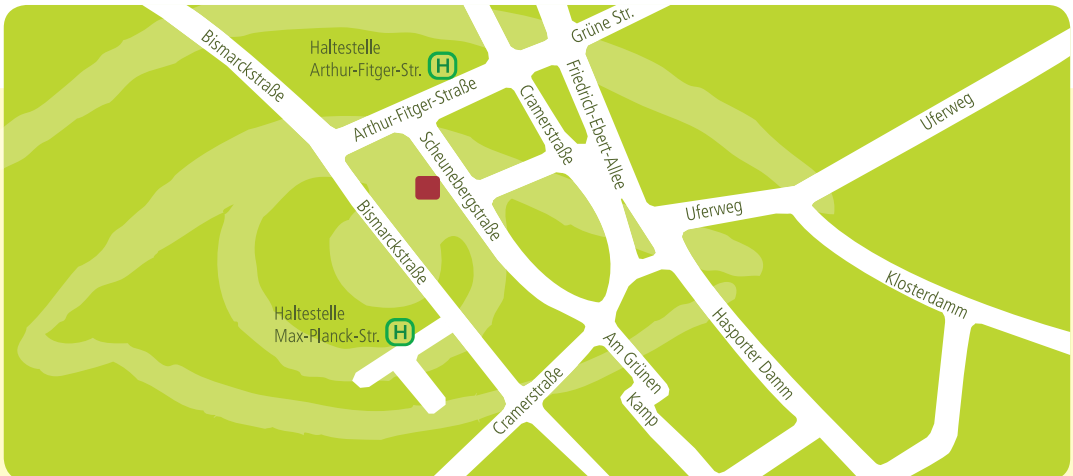 Bismarckstraße
Haltestelle
Arthur-Fitger-Str. H
Arthur-Fitger-Straße
Grüne Str.
Friedrich-Ebert-Allee
Cramerstraße
Scheunebergstraße
Uferweg
Uferweg
Bismarckstraße
Klosterdamm
Haltestelle
Max-Planck-Str. H
Hasporter Damm
Am Grünen
Kamp
Cramerstraße